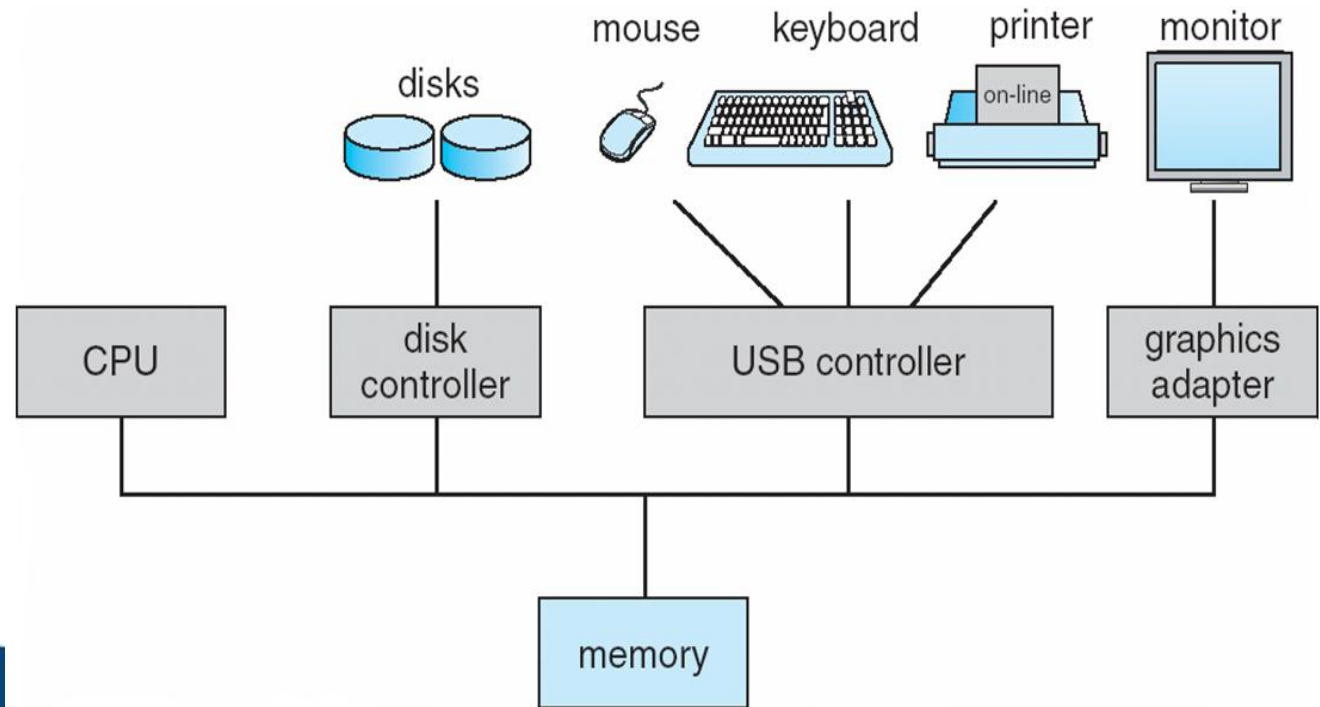 mouse
keyboard
printer
monitor
disks
on-line
CPU
disk
controller
USB controller
graphics
adapter
memory